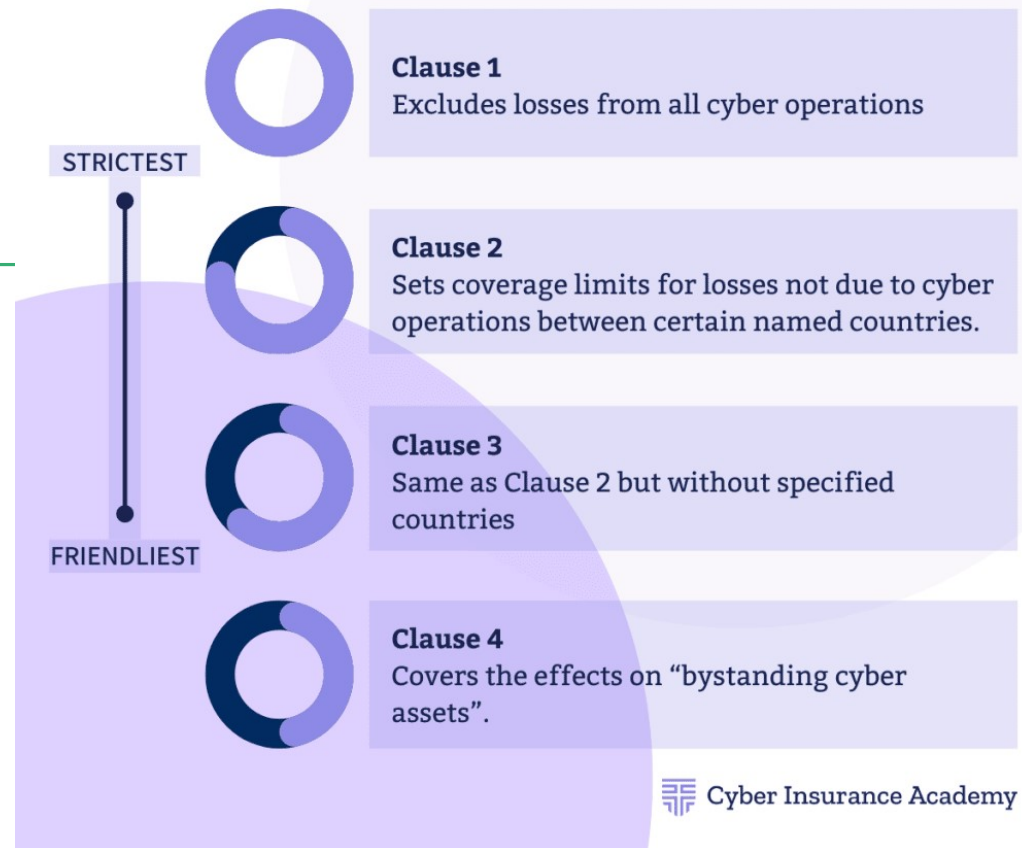 Clause 1
Excludes losses from all cyber operations
STRICTEST
Clause 2
Sets coverage limits for losses not due to cyber
operations between certain named countries.
Clause 3
Same as Clause 2 but without specified
countries
FRIENDLIEST
Clause 4
Covers the effects on “bystanding cyber
assets”.
Cyber Insurance Academy